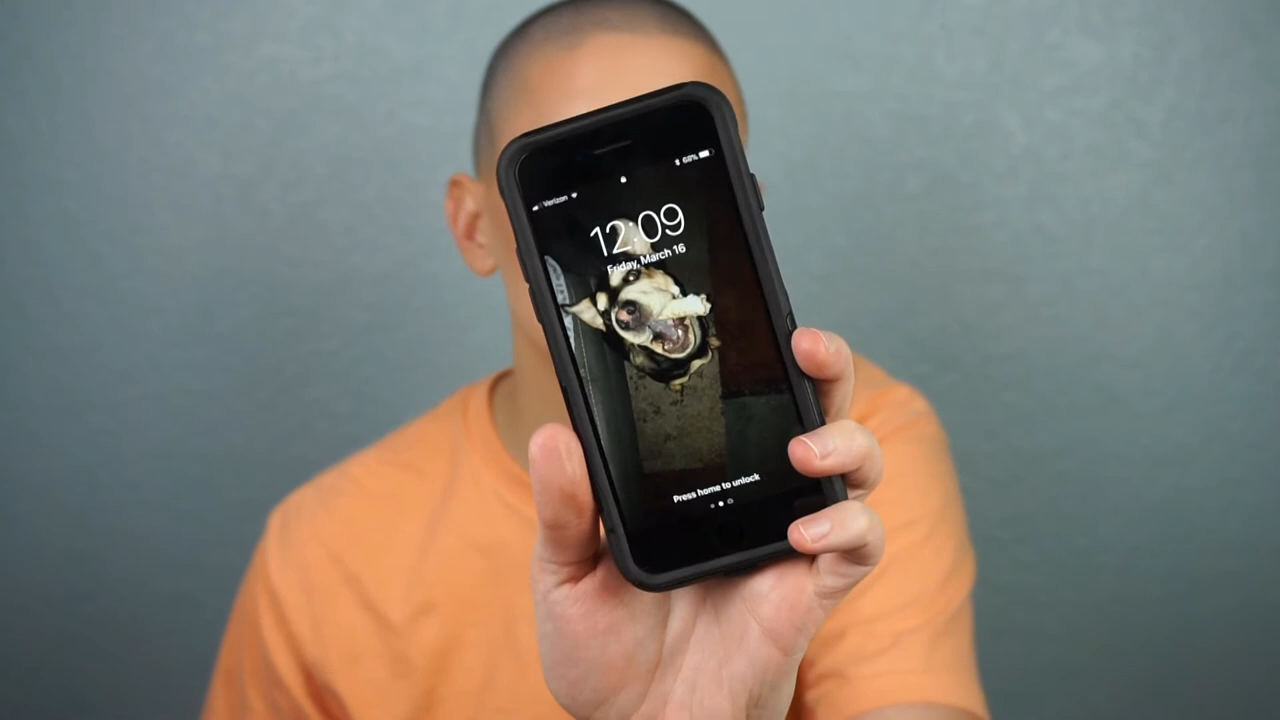 Verizon
68%
12:09
Friday, March 16
Press home to unlock